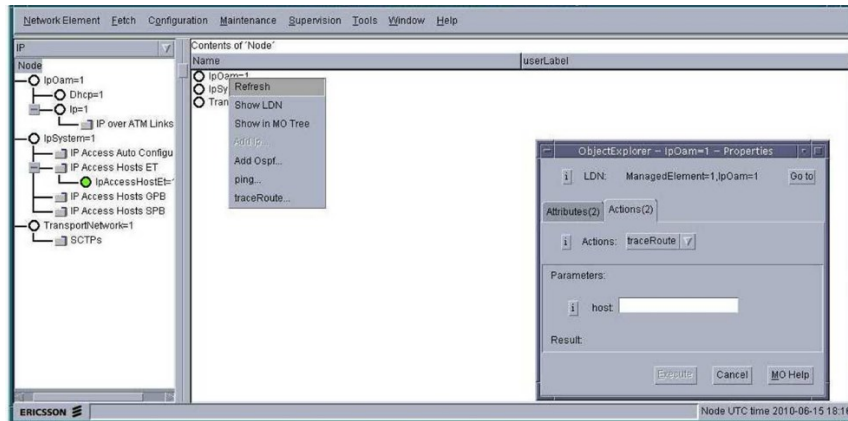 Network Element Fetch Configuration Maintenance Supervision Tools Window Help
IP
Contents of 'Node'
Node
Name userLabel
IpOam=1
Dhcp=1
Ip=1
IP over ATM Links
IpSystem=1
IP Access Auto Configu
IP Access Hosts ET
IpAccessHostEt=1
IP Access Hosts GPB
IP Access Hosts SPB
TransportNetwork=1
SCTPs
IpOam=1
IpSy
Tran
Refresh
Show LDN
Show in MO Tree
Add Ip...
Add Ospf...
ping...
traceRoute...
ObjectExplorer – IpOam=1 – Properties
i LDN: ManagedElement=1,IpOam=1 Go to
Attributes(2) Actions(2)
i Actions: traceRoute
Parameters:
i host:
Result:
Execute Cancel MO Help
ERICSSON
Node UTC time 2010-06-15 18:16